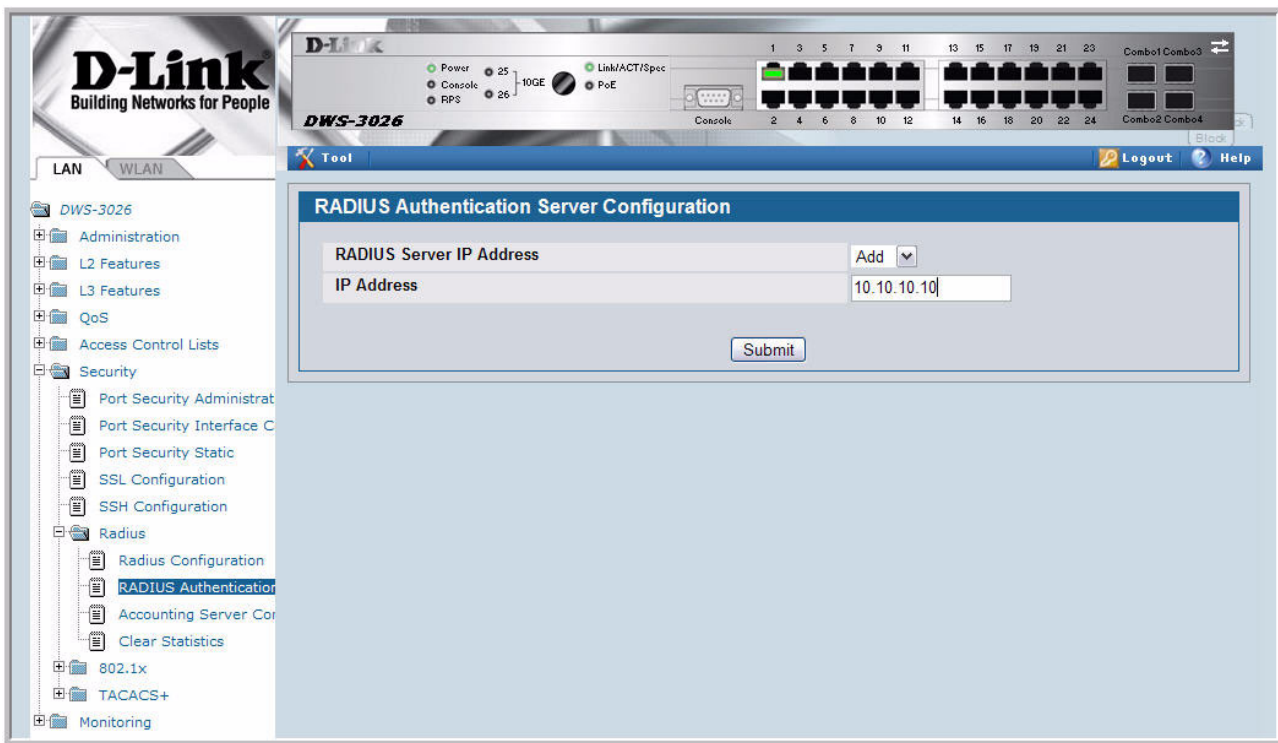 D-Link
Building Networks for People
D-Link
Power
Console
RPS
25
26
10GE
Link/ACT/Spec
PoE
DWS-3026
Console
1 3 5 7 9 11 13 15 17 19 21 23
2 4 6 8 10 12 14 16 18 20 22 24
Combo1 Combo3
Combo2 Combo4
Block
LAN WLAN
Tool
Logout Help
DWS-3026
Administration
L2 Features
L3 Features
QoS
Access Control Lists
Security
Port Security Administrat
Port Security Interface C
Port Security Static
SSL Configuration
SSH Configuration
Radius
Radius Configuration
RADIUS Authentication
Accounting Server Con
Clear Statistics
802.1x
TACACS+
Monitoring
RADIUS Authentication Server Configuration
RADIUS Server IP Address Add
IP Address 10.10.10.10
Submit